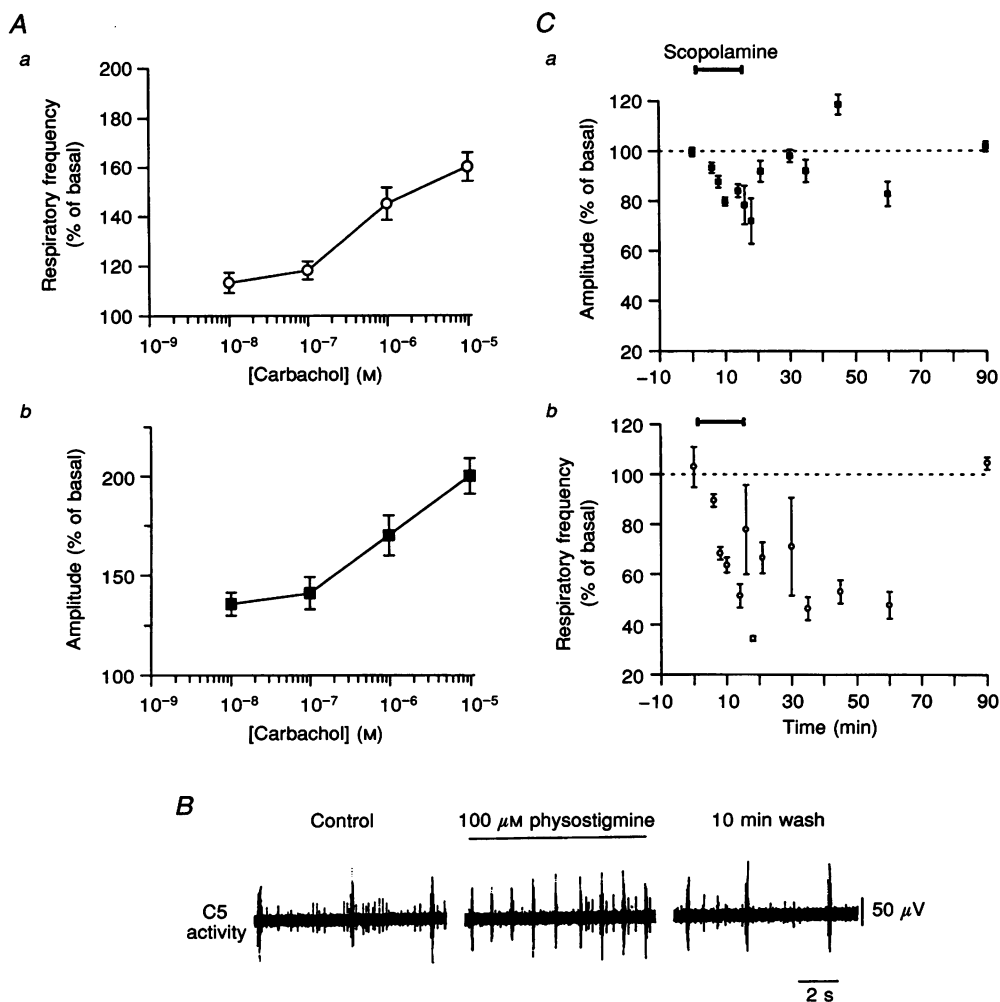 A
a
Respiratory frequency
(% of basal)
200
180
160
140
120
100
10⁻⁹ 10⁻⁸ 10⁻⁷ 10⁻⁶ 10⁻⁵
[Carbachol] (M)
b
Amplitude (% of basal)
200
150
100
10⁻⁹ 10⁻⁸ 10⁻⁷ 10⁻⁶ 10⁻⁵
[Carbachol] (M)
C
Scopolamine
a
Amplitude (% of basal)
120
100
80
60
40
20
−10 10 30 50 70 90
b
Respiratory frequency
(% of basal)
120
100
80
60
40
20
−10 10 30 50 70 90
Time (min)
B
Control 100 μM physostigmine 10 min wash
C5
activity
50 μV
2 s